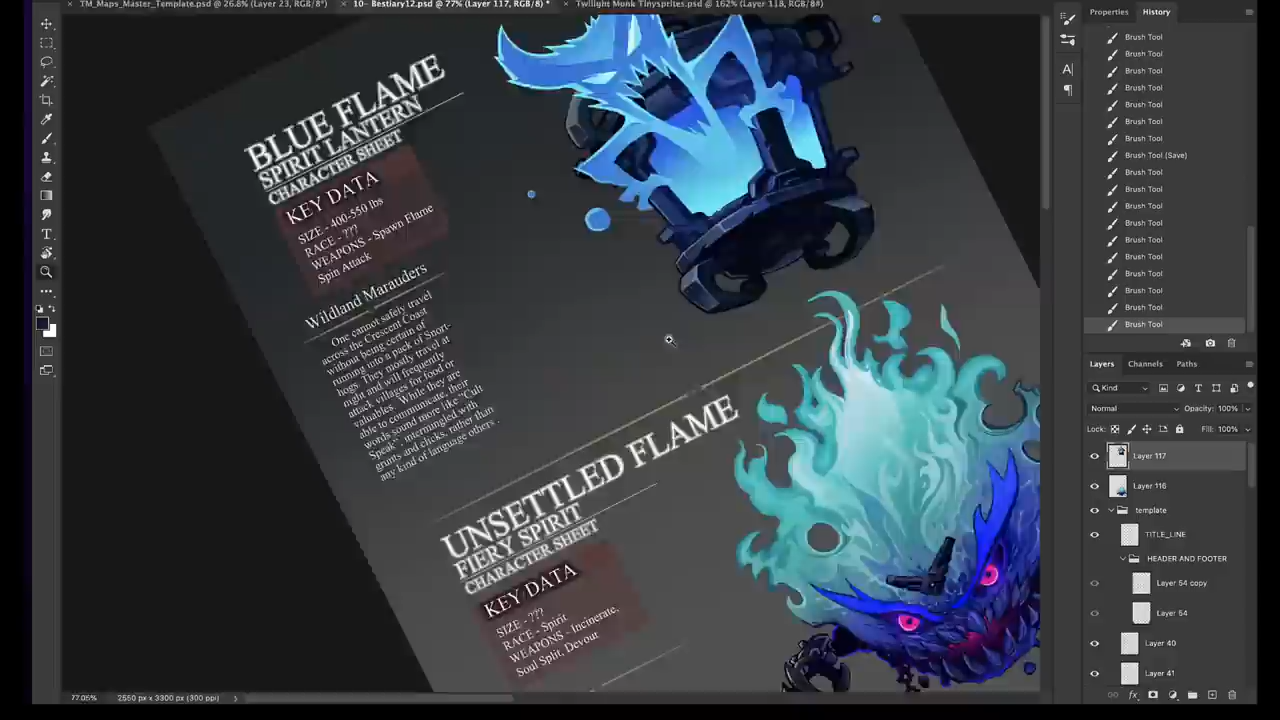 TM_Maps_Master_Template.psd @ 26.8% (Layer 23, RGB/8*)
10- Bestiary12.psd @ 77% (Layer 117, RGB/8) *
Twilight Monk Tinysprites.psd @ 162% (Layer 118, RGB/8#)
BLUE FLAME
SPIRIT LANTERN
CHARACTER SHEET
KEY DATA
SIZE - 400-550 lbs
RACE - ???
WEAPONS - Spawn Flame
Spin Attack
Wildland Marauders
One cannot safely travel
across the Crescent Coast
without being certain of
running into a pack of Snort-
hogs. They modly travel at
night and will frequently
attack villages for food or
valuables. While they are
able to communicate, their
words sound more like "Cult
Speak", intermingled with
grunts and clicks, rather than
any kind of language others .
UNSETTLED FLAME
FIERY SPIRIT
CHARACTER SHEET
KEY DATA
SIZE - ???
RACE - Spirit
WEAPONS - Incinerate,
Soul Split, Devout
77.05%
2550 px x 3300 px (300 ppi)
Properties
History
Brush Tool
Brush Tool
Brush Tool
Brush Tool
Brush Tool
Brush Tool
Brush Tool
Brush Tool (Save)
Brush Tool
Brush Tool
Brush Tool
Brush Tool
Brush Tool
Brush Tool
Brush Tool
Brush Tool
Brush Tool
Brush Tool
Layers
Channels
Paths
Kind
Normal
Opacity: 100%
Lock:
Fill: 100%
Layer 117
Layer 116
template
TITLE_LINE
HEADER AND FOOTER
Layer 54 copy
Layer 54
Layer 40
Layer 41